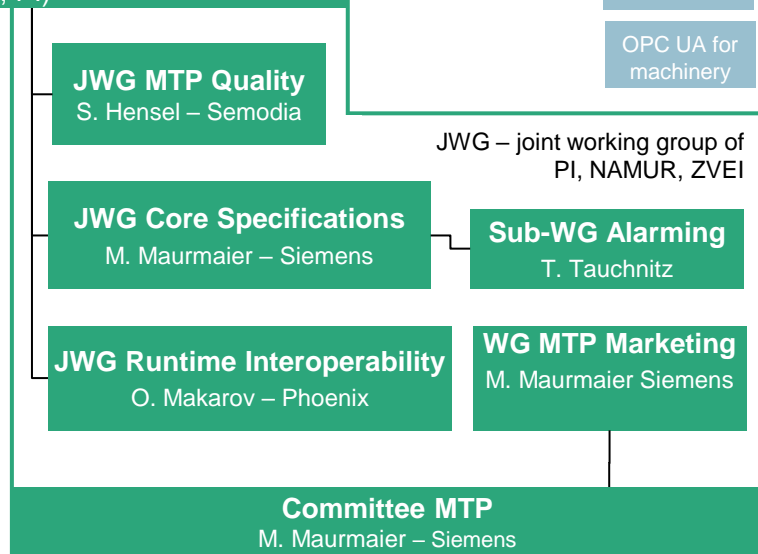 OPC UA for
machinery
JWG MTP Quality
S. Hensel – Semodia
JWG – joint working group of
PI, NAMUR, ZVEI
JWG Core Specifications
M. Maurmaier – Siemens
Sub-WG Alarming
T. Tauchnitz
JWG Runtime Interoperability
O. Makarov – Phoenix
WG MTP Marketing
M. Maurmaier Siemens
Committee MTP
M. Maurmaier – Siemens